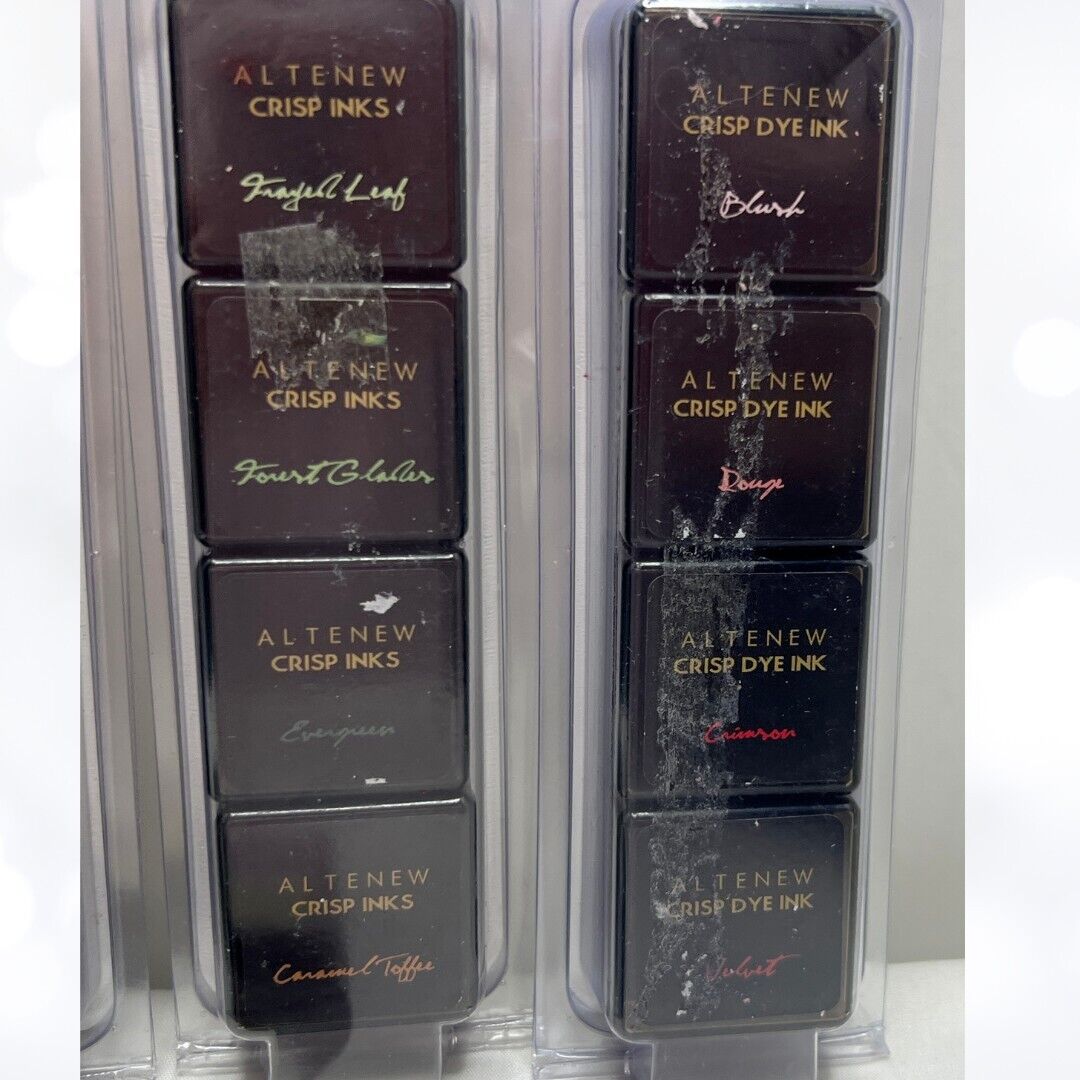 ALTENEW
CRISP INKS
Frayed Leaf
ALTENEW
CRISP INKS
Forest Glades
ALTENEW
CRISP INKS
Evergreen
ALTENEW
CRISP INKS
Caramel Toffee
ALTENEW
CRISP DYE INK
Blush
ALTENEW
CRISP DYE INK
Rouge
ALTENEW
CRISP DYE INK
Crimson
ALTENEW
CRISP DYE INK
Velvet